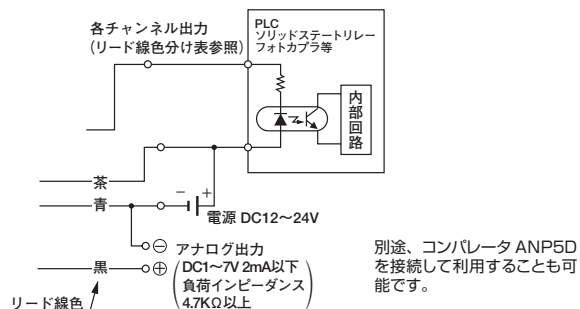 各チャンネル出力
(リード線色分け表参照)
PLC
ソリッドステートリレー
フォトカプラ等
内部回路
茶
青
− +
電源 DC12〜24V
⊖ アナログ出力
黒 ⊕
(DC1〜7V 2mA以下
負荷インピーダンス
4.7KΩ以上)
リード線色
別途、コンパレータ ANP5D
を接続して利用することも可
能です。